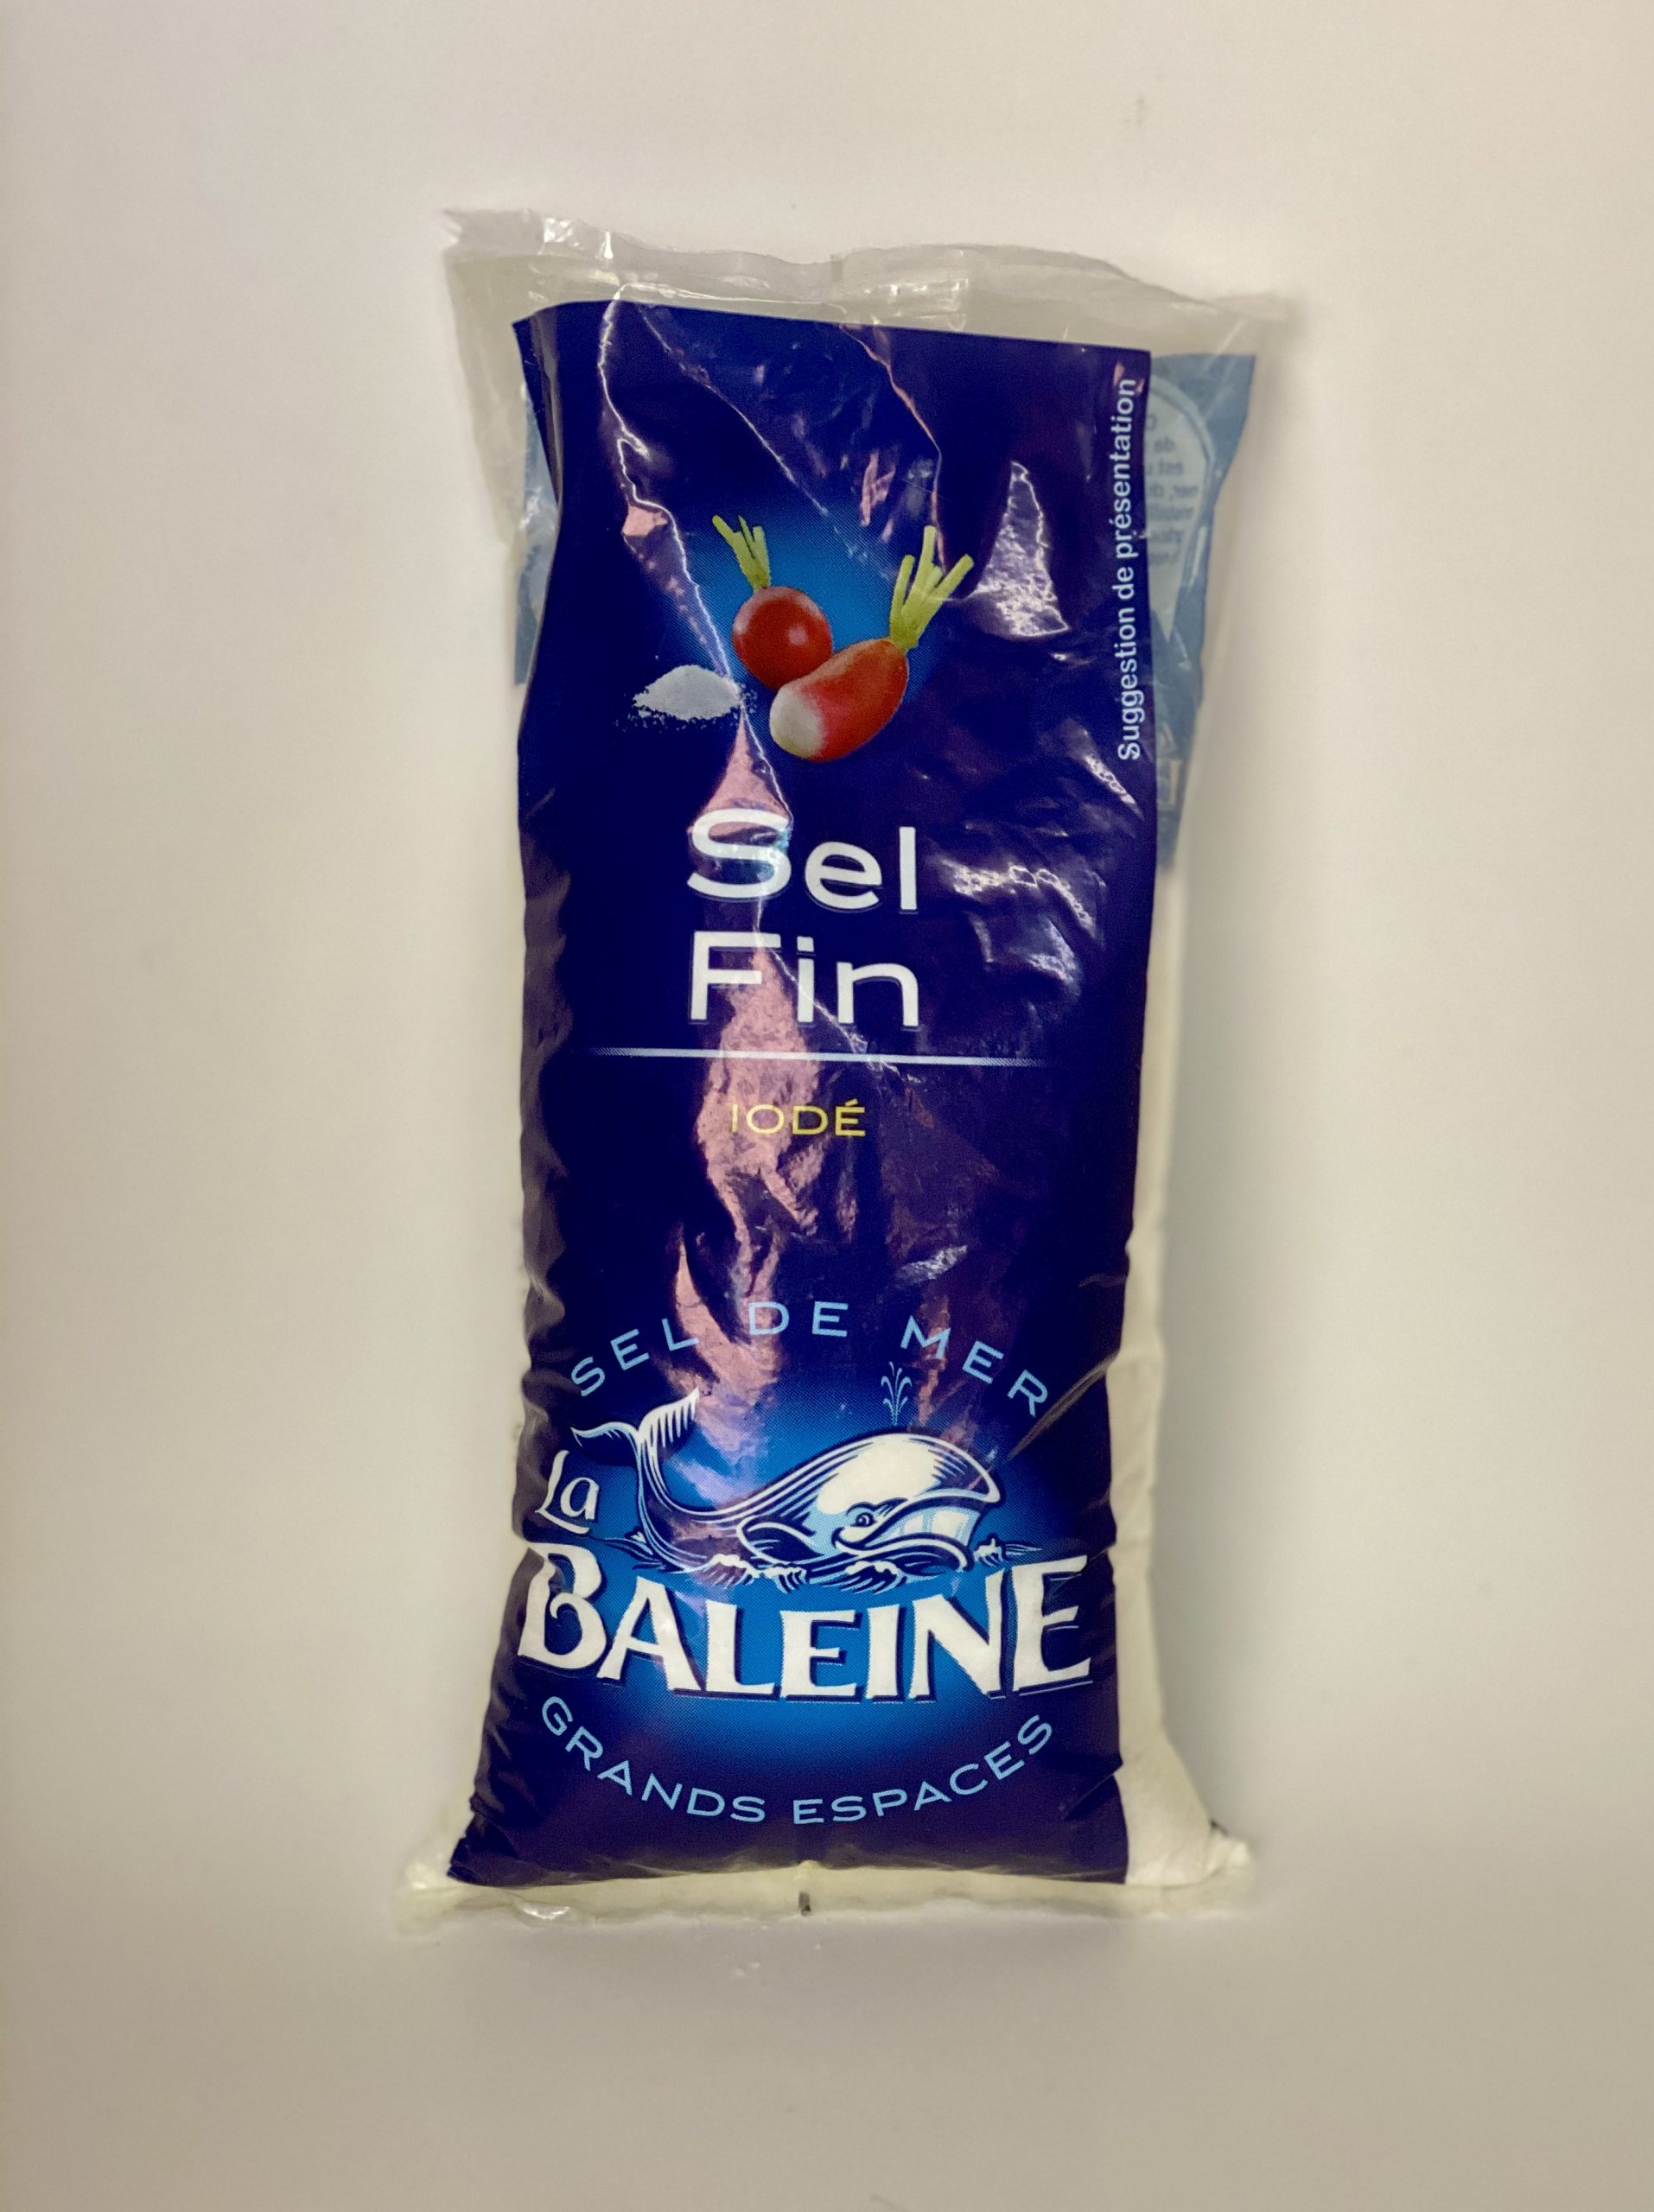 Suggestion de présentation
Sel
Fin
IODÉ
SEL DE MER
La
BALEINE
GRANDS ESPACES